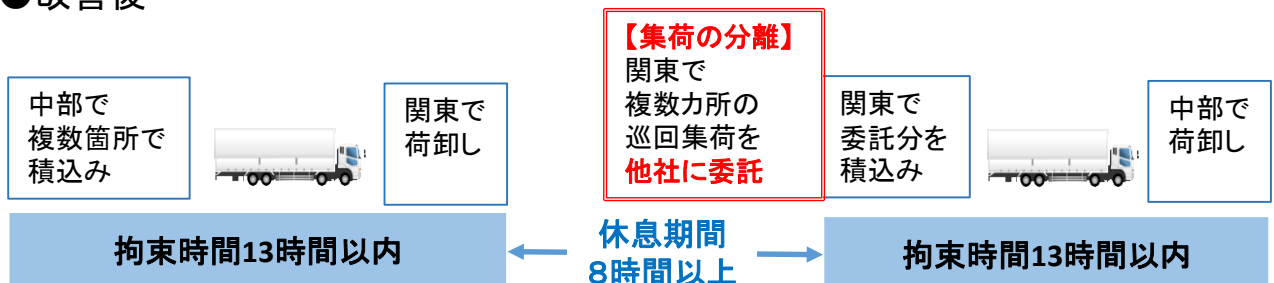 ●改善後
中部で
複数箇所で
積込み
関東で
荷卸し
【集荷の分離】
関東で
複数カ所の
巡回集荷を
他社に委託
関東で
委託分を
積込み
中部で
荷卸し
拘束時間13時間以内
休息期間
8時間以上
拘束時間13時間以内